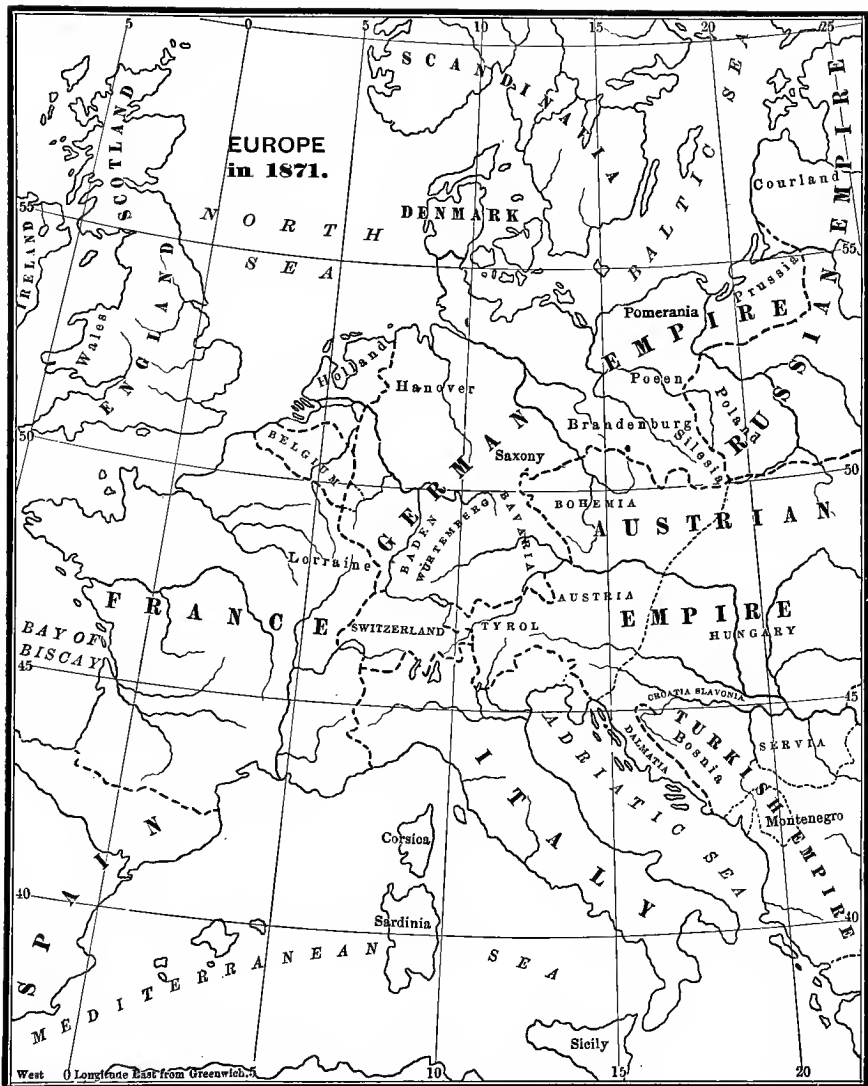 5 0 5 10 15 20 25
EUROPE
in 1871.
SCANDINAFIA
SCOTLAND
IRELAND
55
NORTH
SEA
DENMARK
BALTIC SEA
Courland
55
RUSSIAN EMPIRE
Prussia
Pomerania
Wales
ENGLAND
Holland
Hanover
GERMAN EMPIRE
Posen
Poland
Brandenburg
Silesia
Saxony
50
BELGIUM
50
BOHEMIA
AUSTRIAN
EMPIRE
BADEN
WÜRTEMBERG
BAVARIA
Lorraine
AUSTRIA
FRANCE
SWITZERLAND
TYROL
HUNGARY
BAY OF
BISCAY
45
CROATIA SLAVONIA
45
TURKISH EMPIRE
Bosnia
SERVIA
DALMATIA
ADRIATIC SEA
ITALY
Montenegro
SPAIN
Corsica
40
Sardinia
40
MEDITERRANEAN SEA
Sicily
West 0 Longitude East from Greenwich. 5 10 15 20